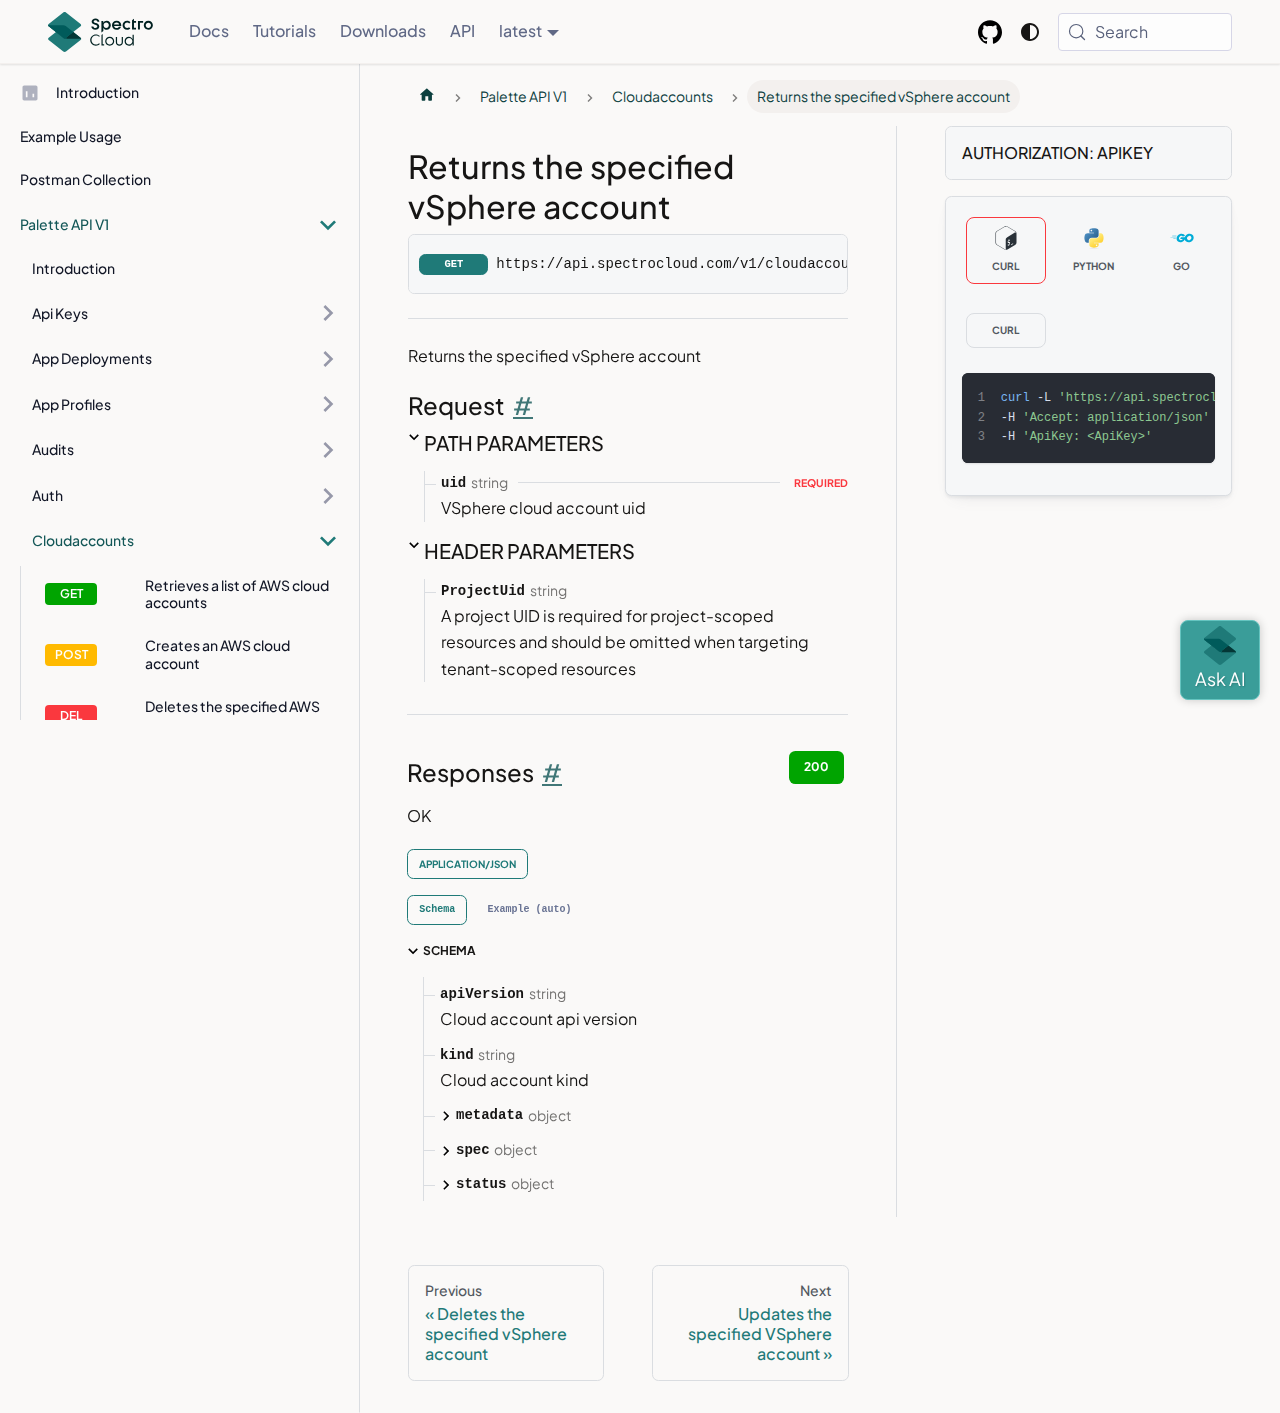 Spectro Cloud
Docs
Tutorials
Downloads
API
latest
Search
Introduction
Example Usage
Postman Collection
Palette API V1
Introduction
Api Keys
App Deployments
App Profiles
Audits
Auth
Cloudaccounts
GET
Retrieves a list of AWS cloud
accounts
POST
Creates an AWS cloud
account
DEL
Deletes the specified AWS
Palette API V1
Cloudaccounts
Returns the specified vSphere account
Returns the specified
vSphere account
GET
https://api.spectrocloud.com/v1/cloudaccou
Returns the specified vSphere account
Request #
PATH PARAMETERS
uid string
REQUIRED
VSphere cloud account uid
HEADER PARAMETERS
ProjectUid string
A project UID is required for project-scoped
resources and should be omitted when targeting
tenant-scoped resources
Responses #
200
OK
APPLICATION/JSON
Schema
Example (auto)
SCHEMA
apiVersion string
Cloud account api version
kind string
Cloud account kind
metadata object
spec object
status object
Previous
« Deletes the
specified vSphere
account
Next
Updates the
specified VSphere
account »
AUTHORIZATION: APIKEY
CURL
PYTHON
GO
CURL
1 curl -L 'https://api.spectrocl
2 -H 'Accept: application/json'
3 -H 'ApiKey: <ApiKey>'
Ask AI